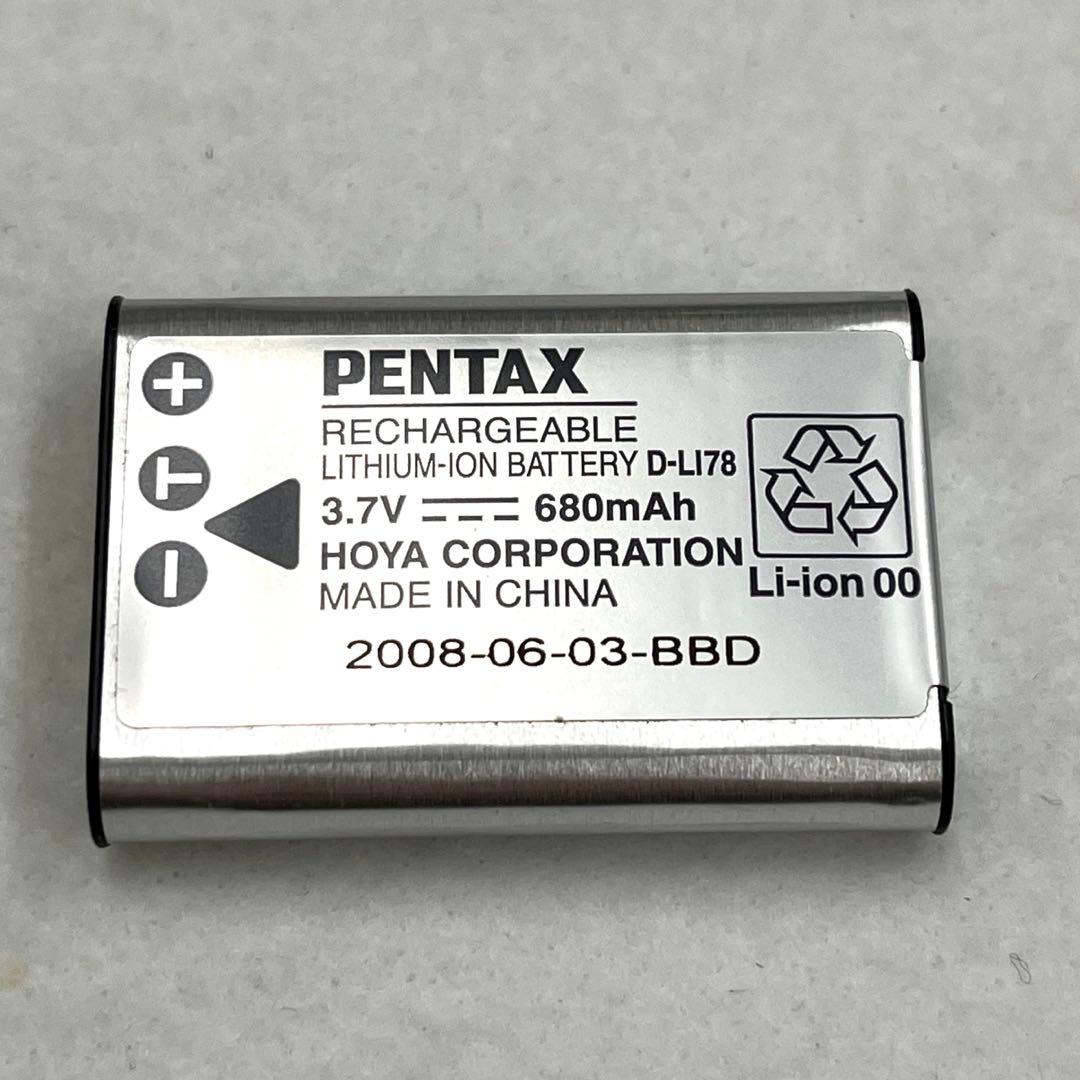 PENTAX
RECHARGEABLE
LITHIUM-ION BATTERY D-LI78
3.7V 680mAh
HOYA CORPORATION
MADE IN CHINA
2008-06-03-BBD
+
T
−
Li-ion 00